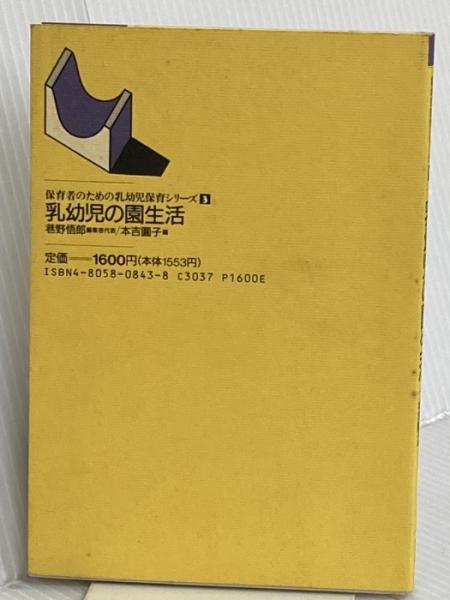 保育者のための乳幼児保育シリーズ3
乳幼児の園生活
巷野悟郎編集者代表/本吉圓子編
定価——1600円(本体1553円)
ISBN4-8058-0843-8 C3037 P1600E